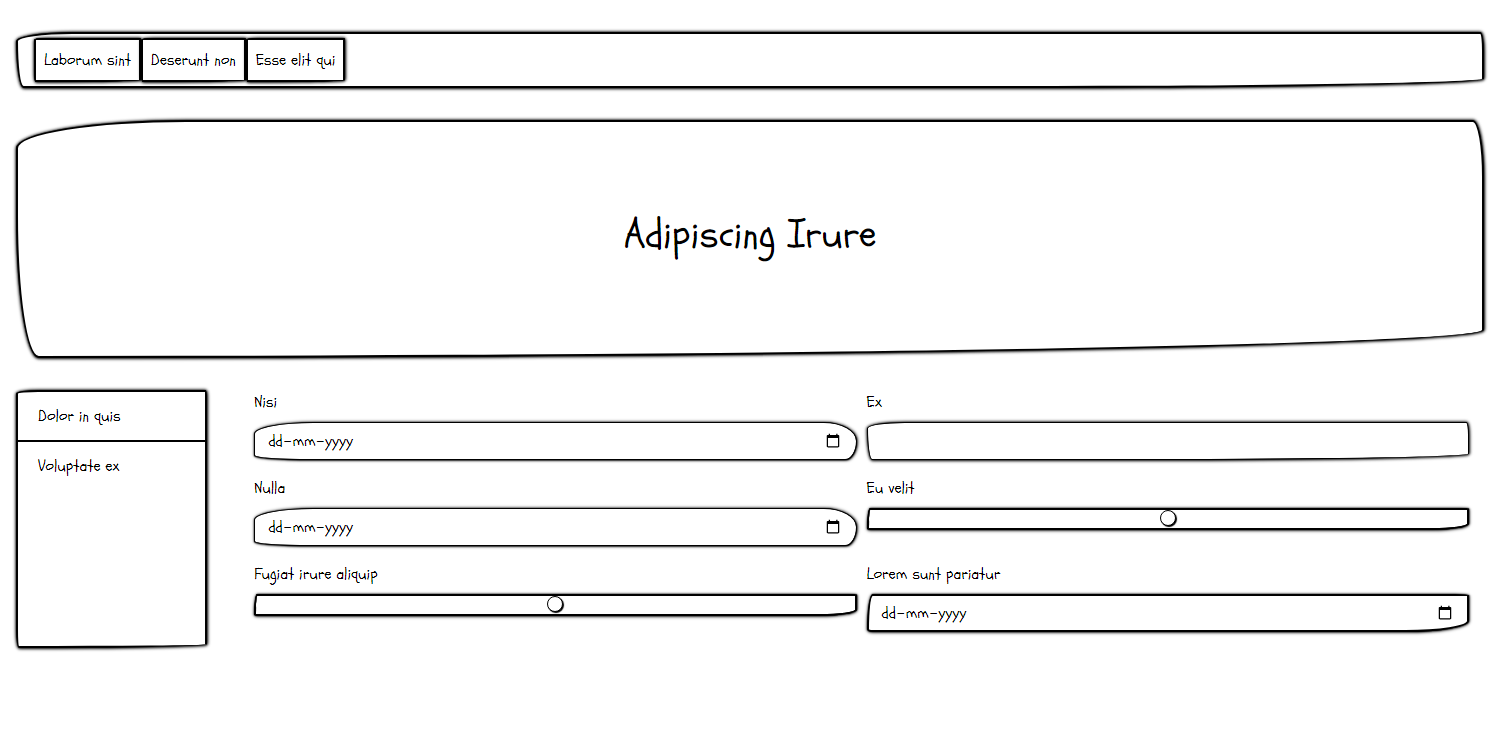 Laborum sint
Deserunt non
Esse elit qui
Adipiscing Irure
Dolor in quis
Voluptate ex
Nisi
dd-mm-yyyy
Ex
Nulla
dd-mm-yyyy
Eu velit
Fugiat irure aliquip
Lorem sunt pariatur
dd-mm-yyyy